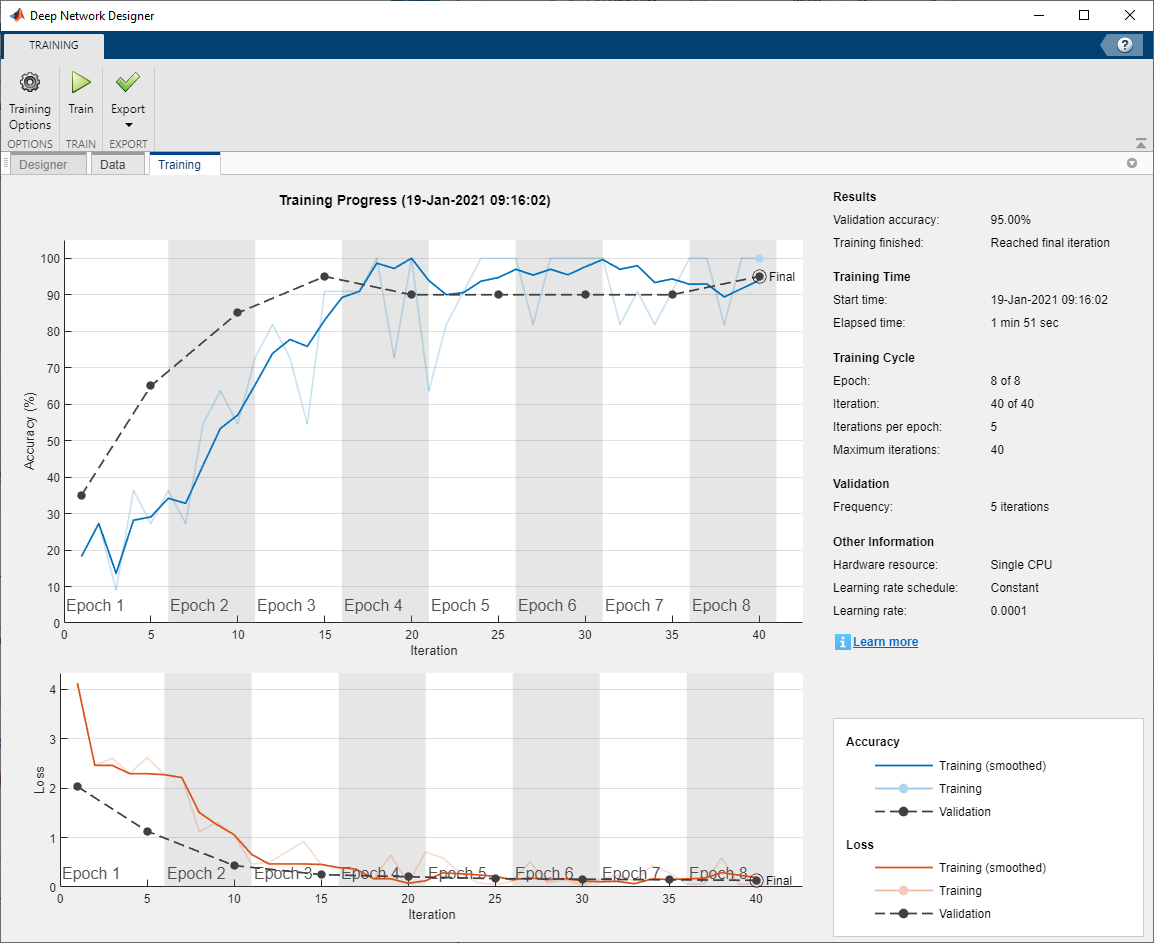 Deep Network Designer
TRAINING
?
Training Options
Train
Export
OPTIONS
TRAIN
EXPORT
Designer
Data
Training
Training Progress (19-Jan-2021 09:16:02)
Accuracy (%)
100
90
80
70
60
50
40
30
20
10
0
Final
Epoch 1
Epoch 2
Epoch 3
Epoch 4
Epoch 5
Epoch 6
Epoch 7
Epoch 8
0
5
10
15
20
25
30
35
40
Iteration
Loss
4
3
2
1
0
Epoch 1
Epoch 2
Epoch 3
Epoch 4
Epoch 5
Epoch 6
Epoch 7
Epoch 8
Final
0
5
10
15
20
25
30
35
40
Iteration
Results
Validation accuracy: 95.00%
Training finished: Reached final iteration
Training Time
Start time: 19-Jan-2021 09:16:02
Elapsed time: 1 min 51 sec
Training Cycle
Epoch: 8 of 8
Iteration: 40 of 40
Iterations per epoch: 5
Maximum iterations: 40
Validation
Frequency: 5 iterations
Other Information
Hardware resource: Single CPU
Learning rate schedule: Constant
Learning rate: 0.0001
i Learn more
Accuracy
Training (smoothed)
Training
Validation
Loss
Training (smoothed)
Training
Validation